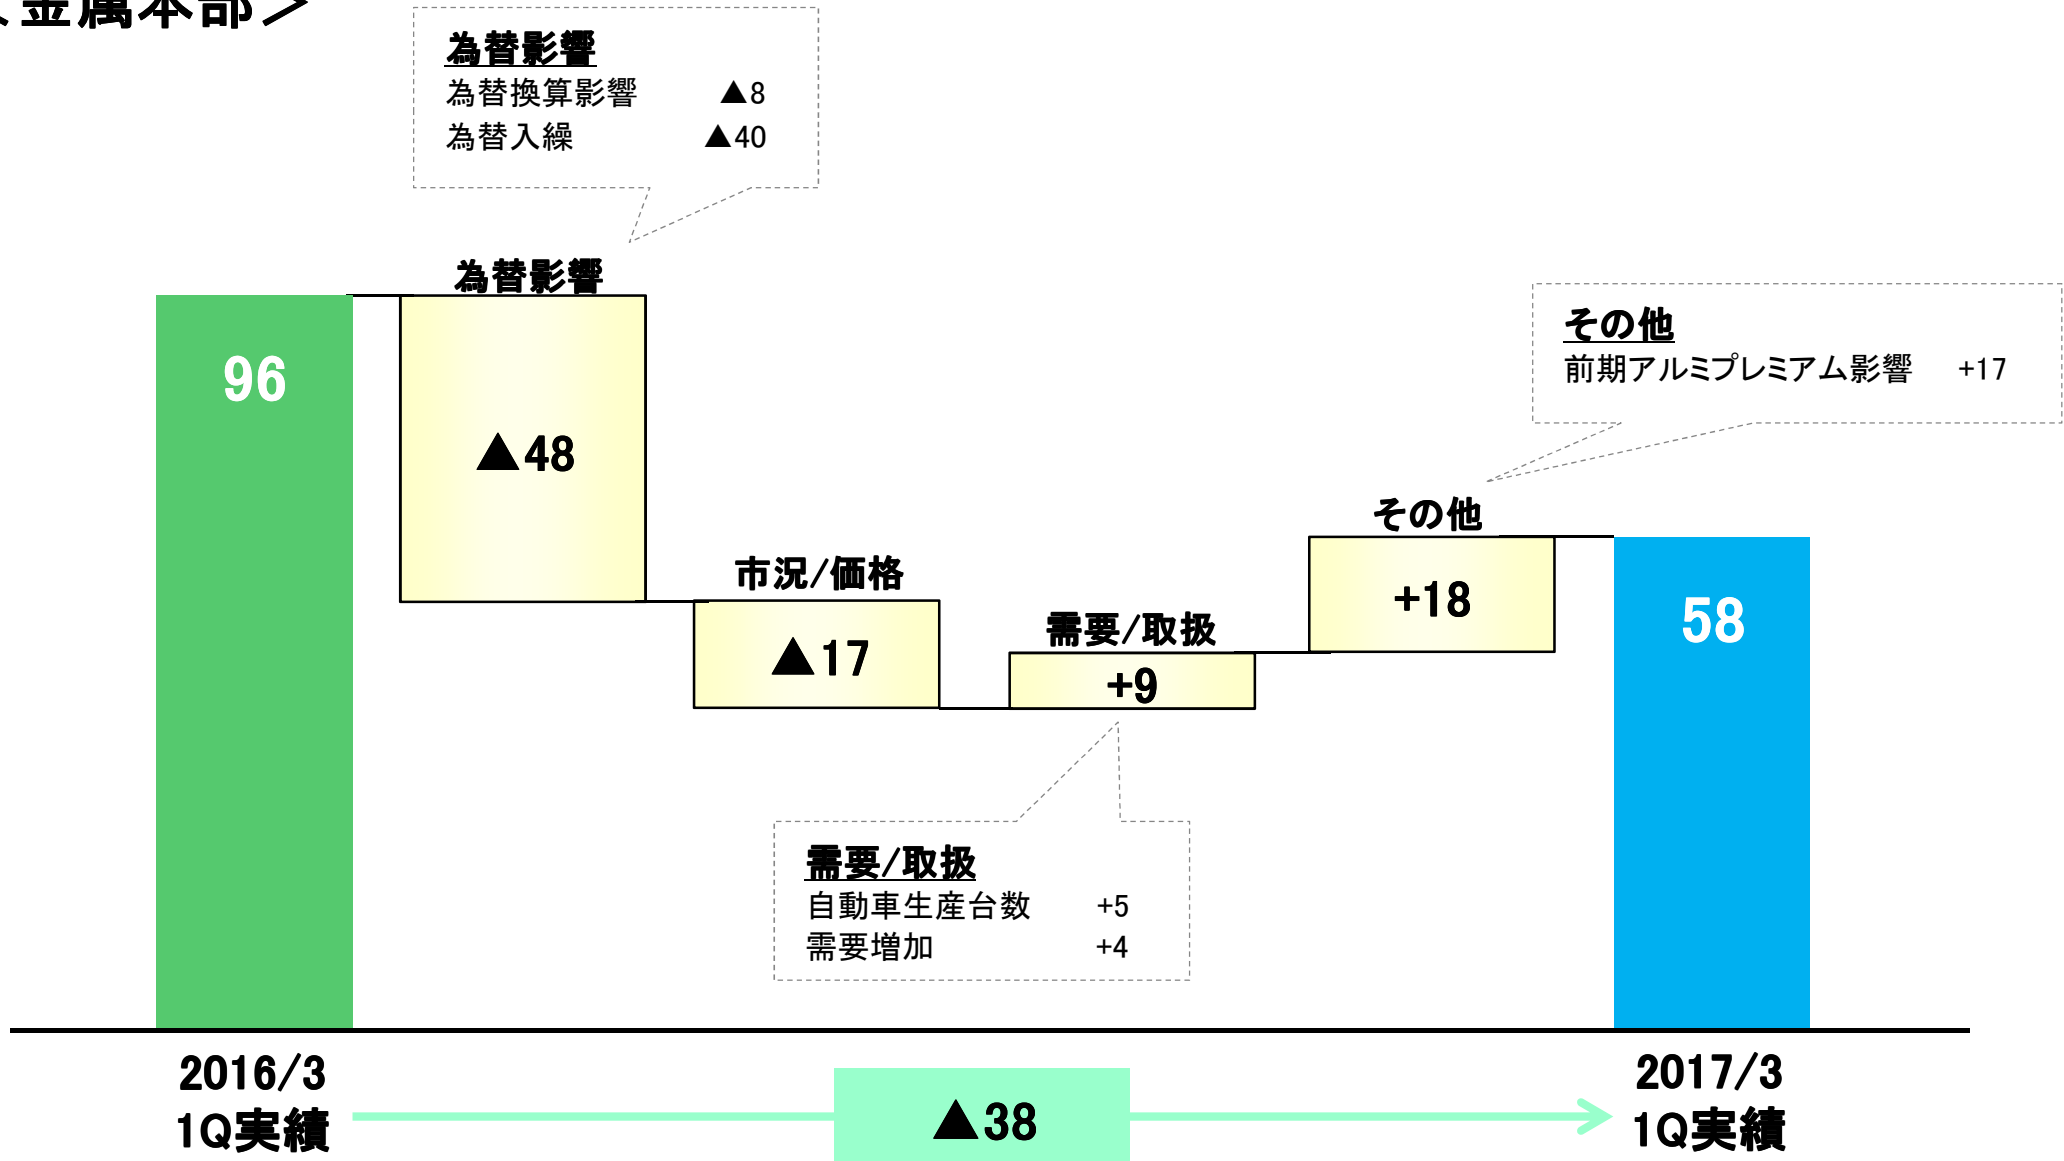 ＜金属本部＞
為替影響
為替換算影響 ▲8
為替入繰 ▲40
為替影響
96
▲48
市況/価格
▲17
需要/取扱
+9
その他
+18
その他
前期アルミプレミアム影響 +17
58
需要/取扱
自動車生産台数 +5
需要増加 +4
2016/3
1Q実績
▲38
2017/3
1Q実績